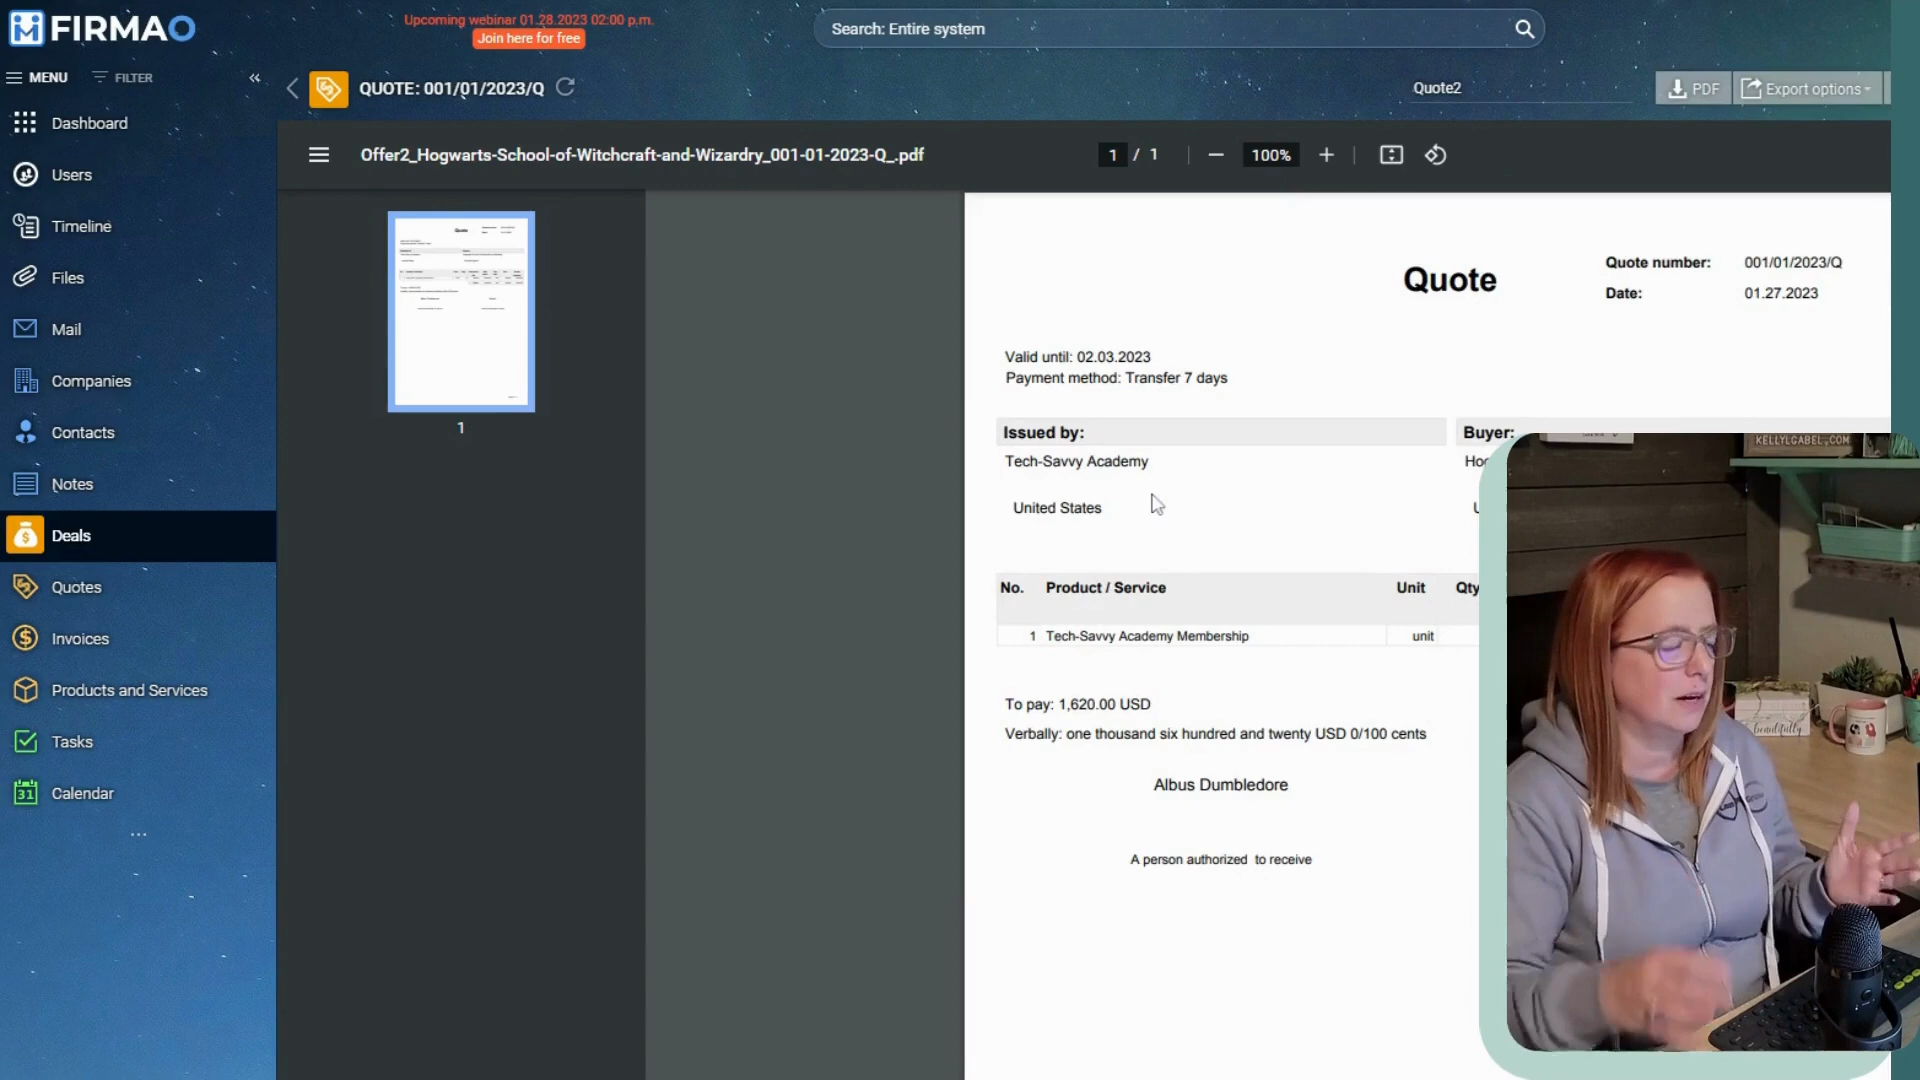 FIRMAO
Upcoming webinar 01.28.2023 02:00 p.m.
Join here for free
Search: Entire system
MENU FILTER
QUOTE: 001/01/2023/Q
Quote2
PDF
Export options
Dashboard
Users
Timeline
Files
Mail
Companies
Contacts
Notes
Deals
Quotes
Invoices
Products and Services
Tasks
31 Calendar
...
Offer2_Hogwarts-School-of-Witchcraft-and-Wizardry_001-01-2023-Q_.pdf
1 / 1
100%
1
Quote
Quote number: 001/01/2023/Q
Date: 01.27.2023
Valid until: 02.03.2023
Payment method: Transfer 7 days
Issued by: Buyer:
Tech-Savvy Academy
United States
No. Product / Service Unit Qty
1 Tech-Savvy Academy Membership unit
To pay: 1,620.00 USD
Verbally: one thousand six hundred and twenty USD 0/100 cents
Albus Dumbledore
A person authorized to receive
KELLYLGABEL.COM
beautifully